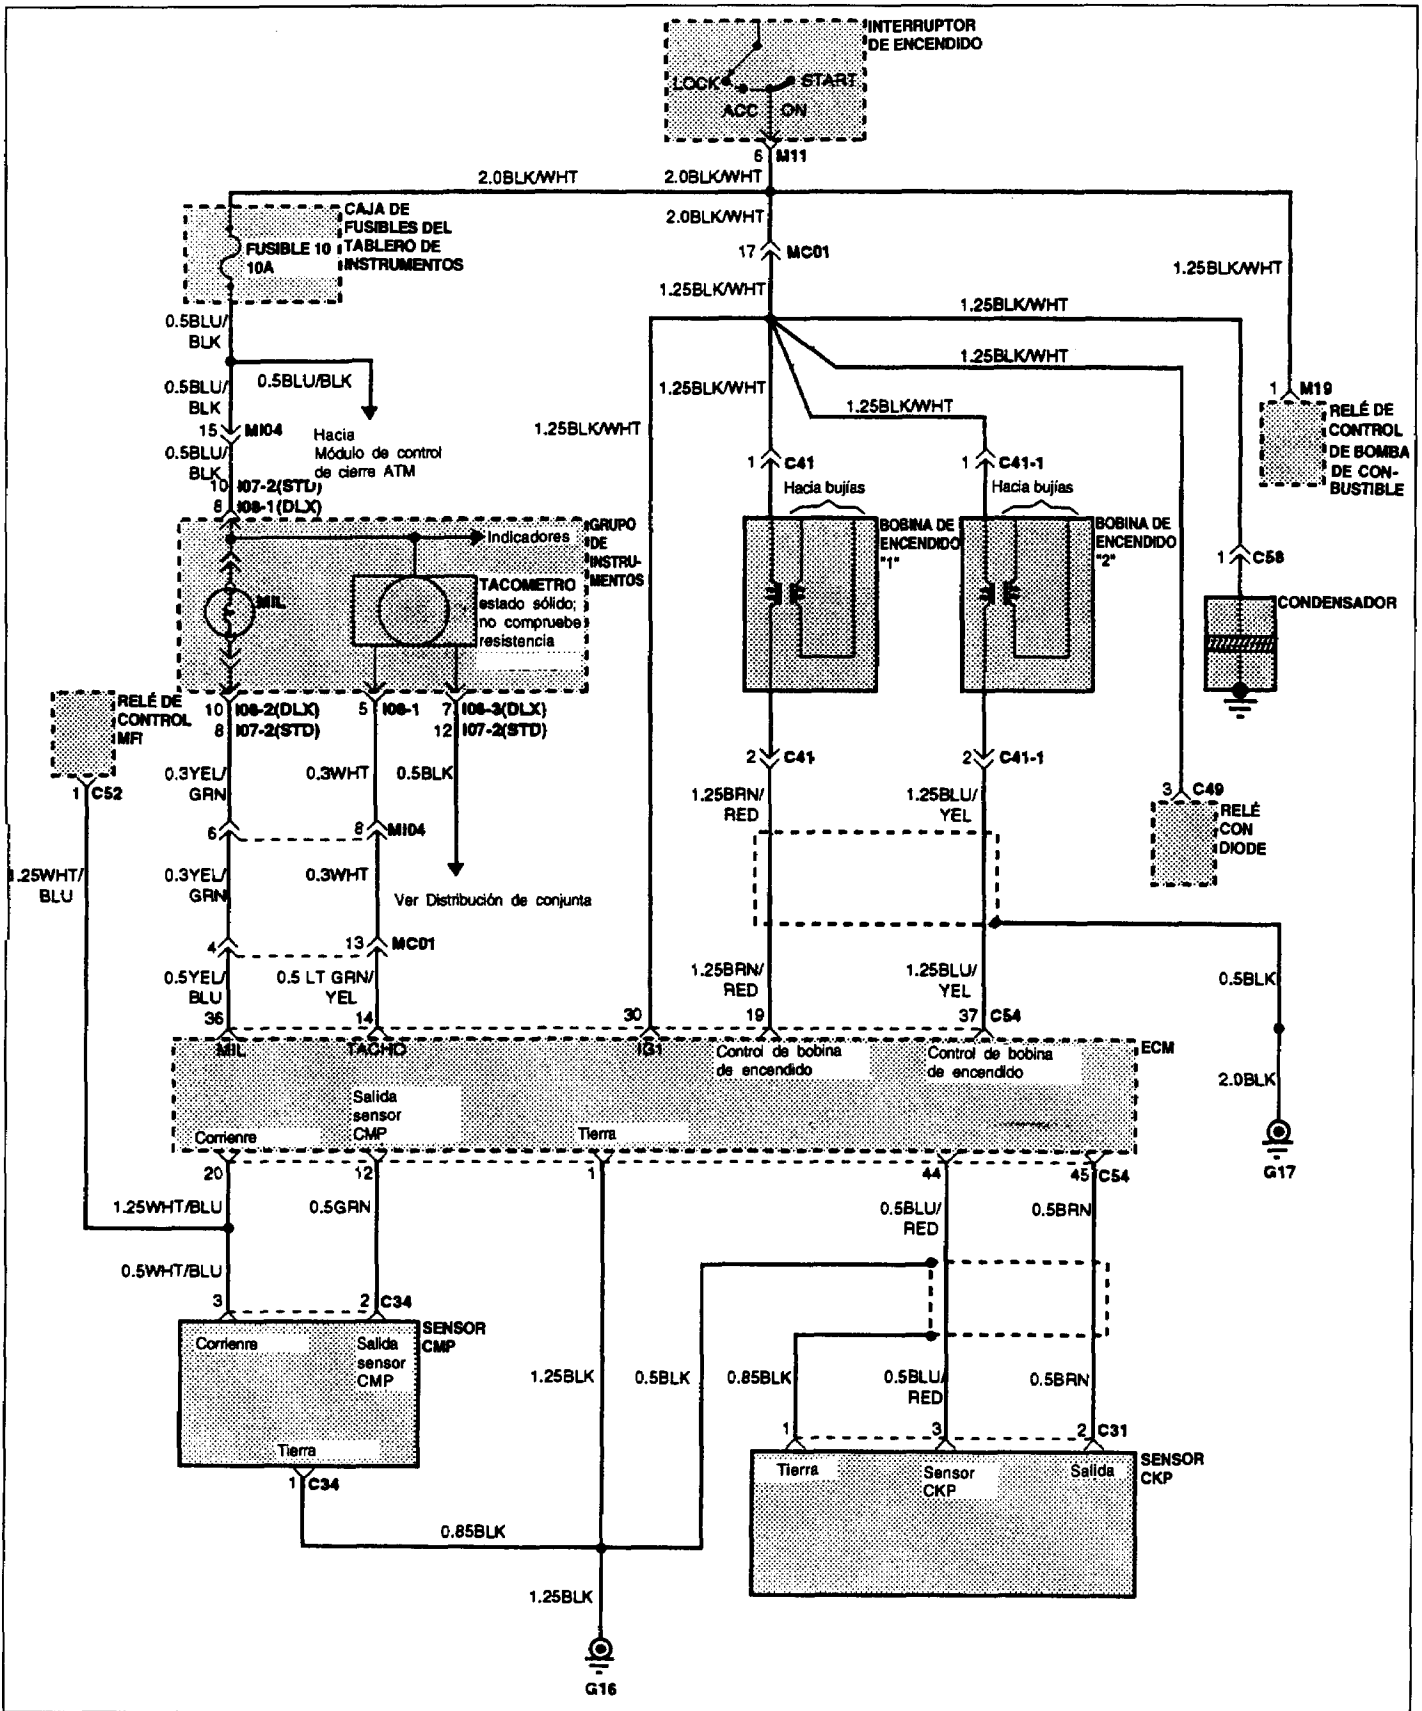 INTERRUPTOR
DE ENCENDIDO
LOCK
START
ACC
ON
6
M11
2.0BLK/WHT
2.0BLK/WHT
CAJA DE
FUSIBLES DEL
TABLERO DE
INSTRUMENTOS
FUSIBLE 10
10A
2.0BLK/WHT
17
MC01
1.25BLK/WHT
1.25BLK/WHT
1.25BLK/WHT
0.5BLU/
BLK
0.5BLU/BLK
0.5BLU/
BLK
1.25BLK/WHT
1.25BLK/WHT
1.25BLK/WHT
1.25BLK/WHT
1
M19
RELÉ DE
CONTROL
DE BOMBA
DE CON-
BUSTIBLE
15
MI04
Hacia
Módulo de control
de cierre ATM
0.5BLU/
BLK
10
I07-2(STD)
8
I08-1(DLX)
1
C41
1
C41-1
Hacia bujías
Hacia bujías
GRUPO
DE
INSTRU-
MENTOS
Indicadores
MIL
TACOMETRO
estado sólido;
no compruebe
resistencia
BOBINA DE
ENCENDIDO
"1"
BOBINA DE
ENCENDIDO
"2"
1
C58
CONDENSADOR
RELÉ DE
CONTROL
MFI
10
I06-2(DLX)
8
I07-2(STD)
5
I06-1
7
I06-3(DLX)
12
I07-2(STD)
1
C52
0.3YEL/
GRN
0.3WHT
0.5BLK
2
C41
2
C41-1
1.25BRN/
RED
1.25BLU/
YEL
3
C49
RELÉ
CON
DIODE
6
8
MI04
1.25WHT/
BLU
0.3YEL/
GRN
0.3WHT
Ver Distribución de conjunta
4
13
MC01
0.5YEL/
BLU
0.5 LT GRN/
YEL
1.25BRN/
RED
1.25BLU/
YEL
0.5BLK
36
14
30
19
37
C54
MIL
TACHO
IG1
Control de bobina
de encendido
Control de bobina
de encendido
ECM
2.0BLK
Salida
sensor
CMP
Corrienre
Tierra
G17
20
12
1
44
45
C54
1.25WHT/BLU
0.5GRN
0.5BLU/
RED
0.5BRN
0.5WHT/BLU
3
2
C34
SENSOR
CMP
Corrienre
Salida
sensor
CMP
Tierra
1.25BLK
0.5BLK
0.85BLK
0.5BLU/
RED
0.5BRN
1
3
2
C31
SENSOR
CKP
Tierra
Sensor
CKP
Salida
1
C34
0.85BLK
1.25BLK
G16